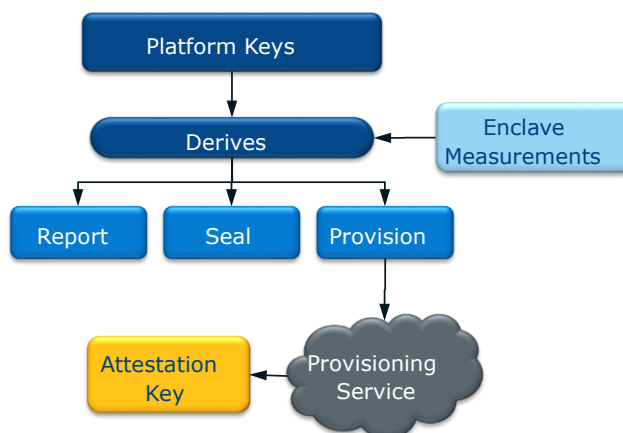 Platform Keys
Derives
Enclave
Measurements
Report
Seal
Provision
Provisioning
Service
Attestation
Key